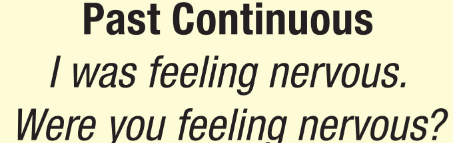 Past Continuous
I was feeling nervous.
Were you feeling nervous?